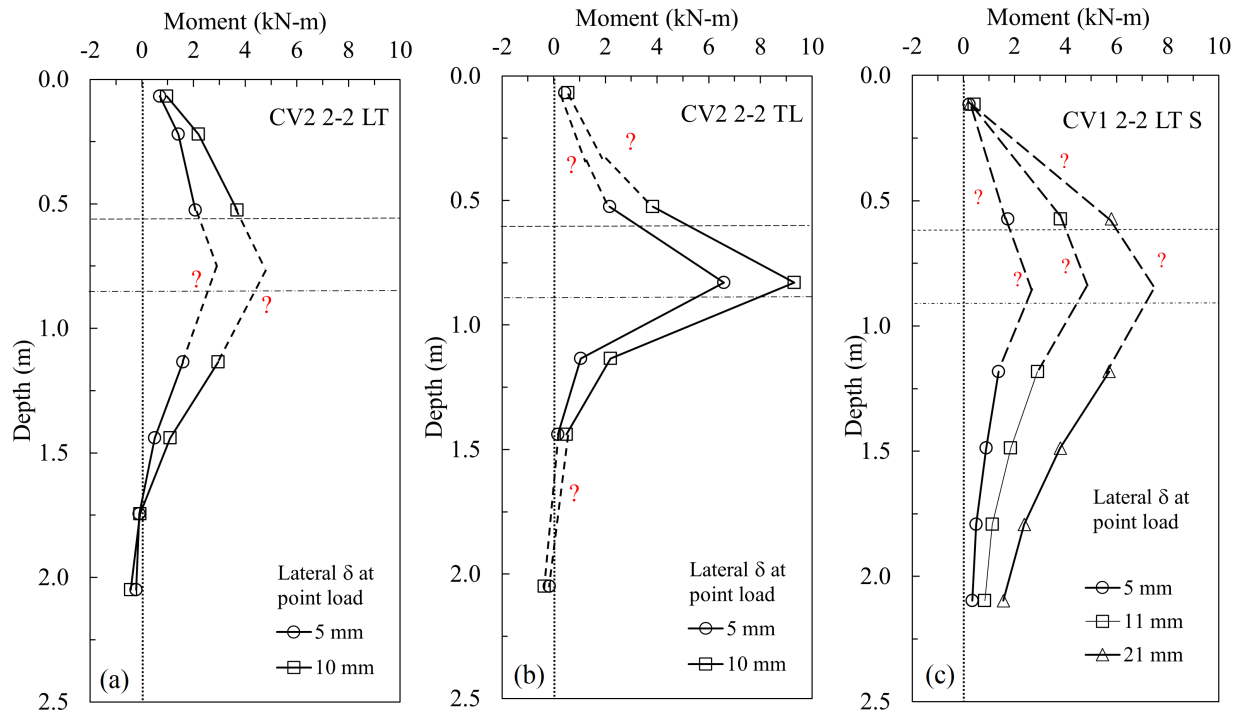 Moment (kN-m)
-2 0 2 4 6 8 10
0.0
0.5
1.0
1.5
2.0
2.5
Depth (m)
CV2 2-2 LT
?
?
Lateral δ at
point load
5 mm
10 mm
(a)
Moment (kN-m)
-2 0 2 4 6 8 10
0.0
0.5
1.0
1.5
2.0
2.5
Depth (m)
CV2 2-2 TL
?
?
?
Lateral δ at
point load
5 mm
10 mm
(b)
Moment (kN-m)
-2 0 2 4 6 8 10
0.0
0.5
1.0
1.5
2.0
2.5
Depth (m)
CV1 2-2 LT S
?
?
?
?
?
Lateral δ at
point load
5 mm
11 mm
21 mm
(c)